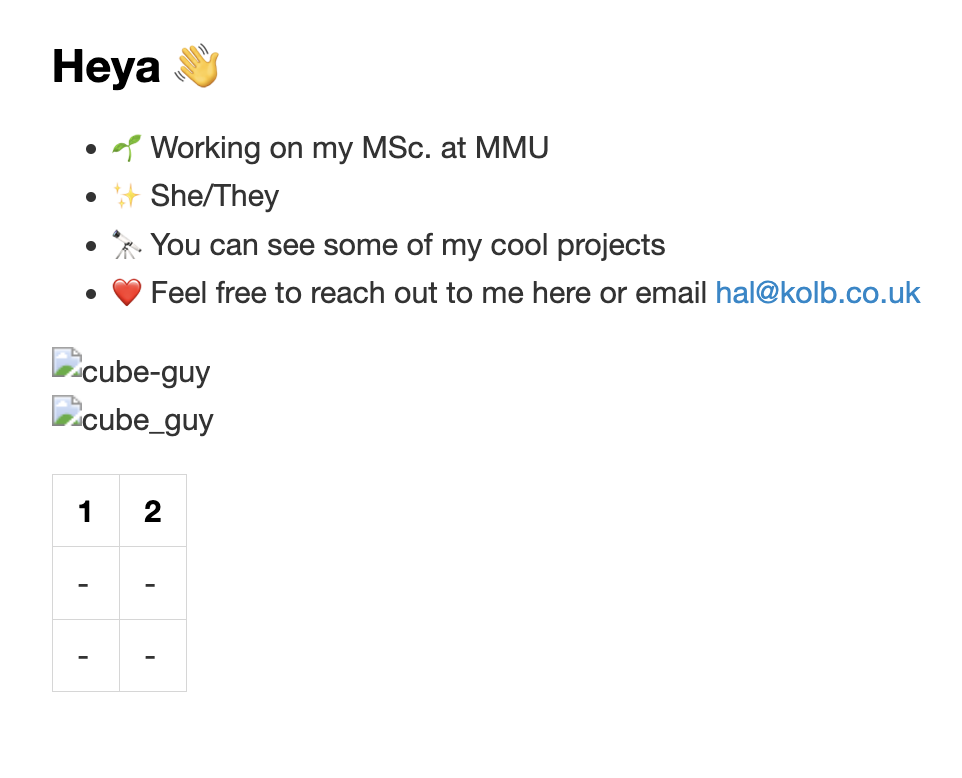 Heya 👋
• 🌱 Working on my MSc. at MMU
• ✨ She/They
• 🔭 You can see some of my cool projects
• ❤️ Feel free to reach out to me here or email hal@kolb.co.uk
cube-guy
cube_guy
1 2
- -
- -